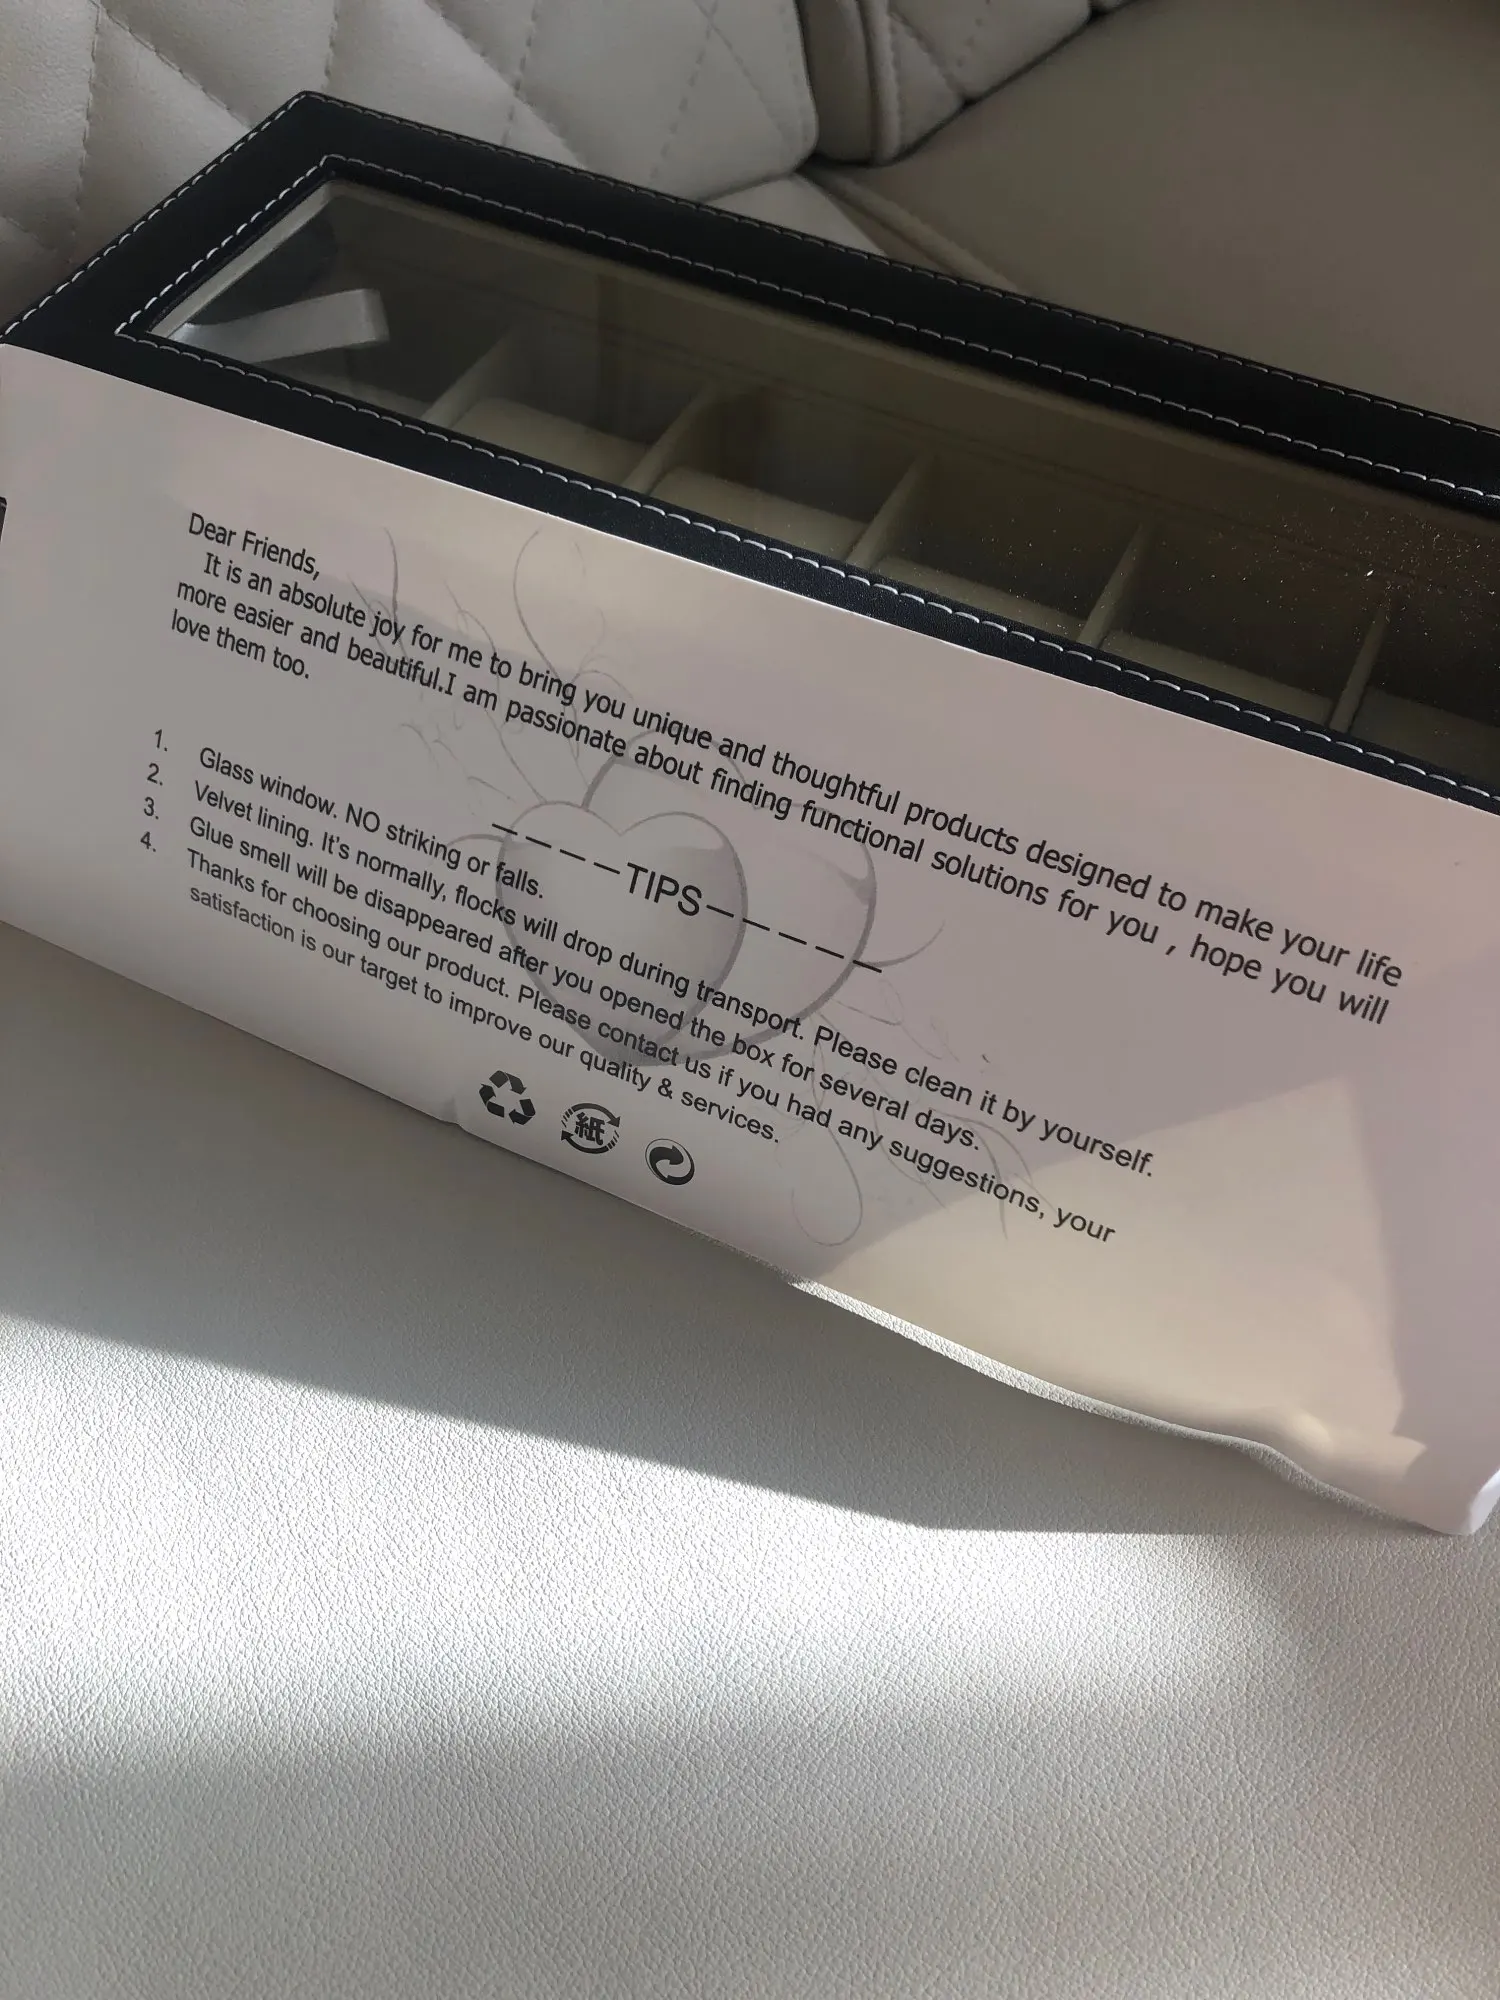 Dear Friends,
It is an absolute joy for me to bring you unique and thoughtful products designed to make your life
more easier and beautiful.I am passionate about finding functional solutions for you , hope you will
love them too.
-----TIPS------
1. Glass window. NO striking or falls.
2. Velvet lining. It's normally, flocks will drop during transport. Please clean it by yourself.
3. Glue smell will be disappeared after you opened the box for several days.
4. Thanks for choosing our product. Please contact us if you had any suggestions, your
satisfaction is our target to improve our quality & services.
紙